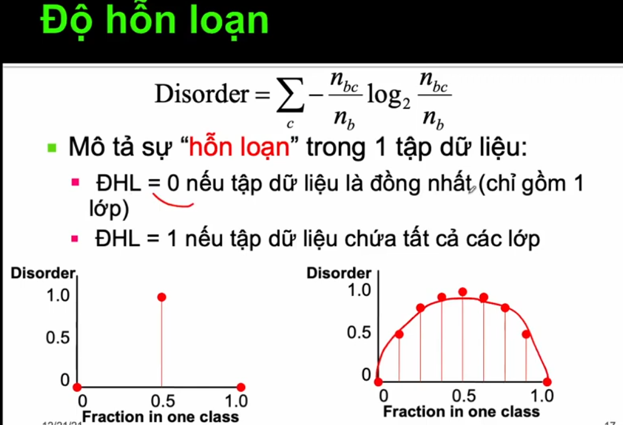 Độ hỗn loạn
Disorder = ∑ - n_bc/n_b log₂ n_bc/n_b
c
Mô tả sự “hỗn loạn” trong 1 tập dữ liệu:
ĐHL = 0 nếu tập dữ liệu là đồng nhất (chỉ gồm 1
lớp)
ĐHL = 1 nếu tập dữ liệu chứa tất cả các lớp
Disorder
1.0
0.5
0
0 0.5 1.0
Fraction in one class
Disorder
1.0
0.5
0
0 0.5 1.0
Fraction in one class